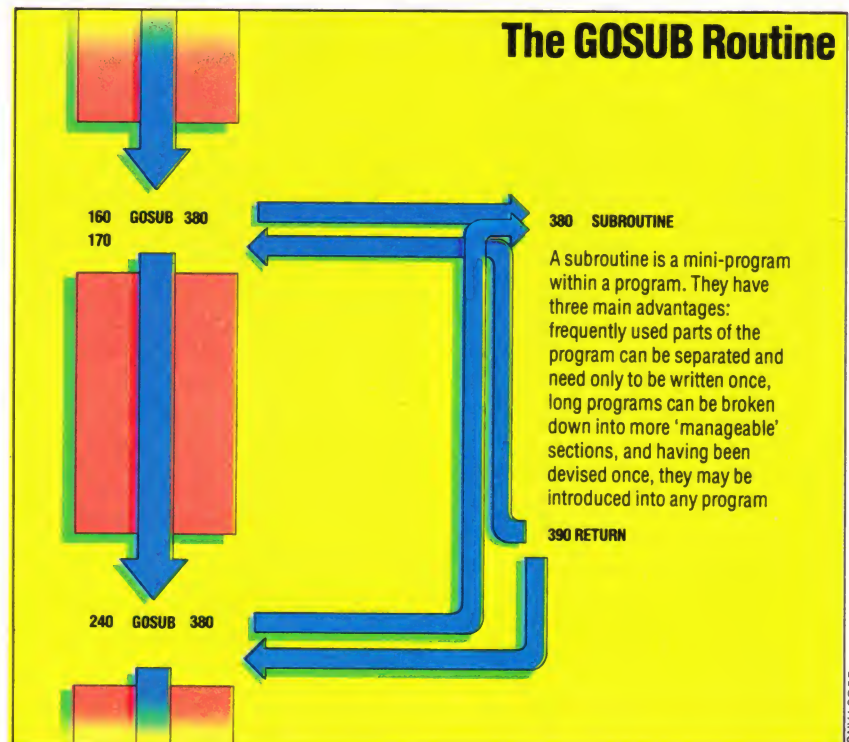 The GOSUB Routine
160 GOSUB 380
170
380 SUBROUTINE
A subroutine is a mini-program
within a program. They have
three main advantages:
frequently used parts of the
program can be separated and
need only to be written once,
long programs can be broken
down into more 'manageable'
sections, and having been
devised once, they may be
introduced into any program
390 RETURN
240 GOSUB 380